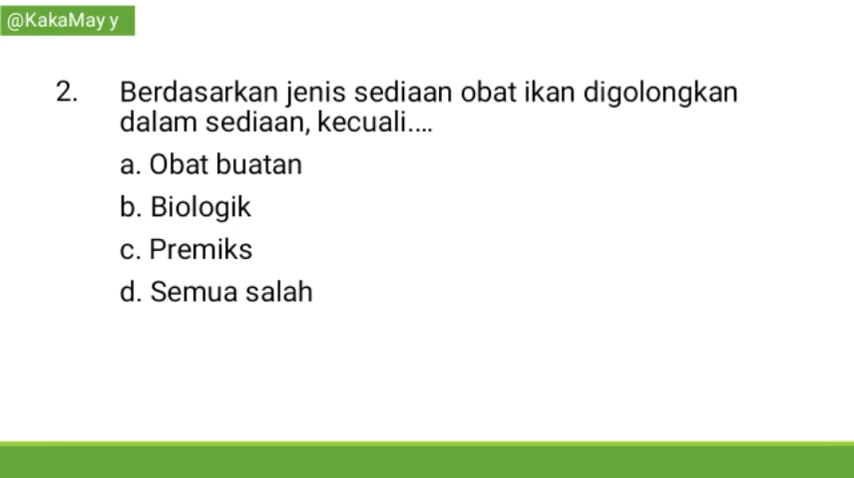 @KakaMay y
2. Berdasarkan jenis sediaan obat ikan digolongkan
dalam sediaan, kecuali....
a. Obat buatan
b. Biologik
c. Premiks
d. Semua salah